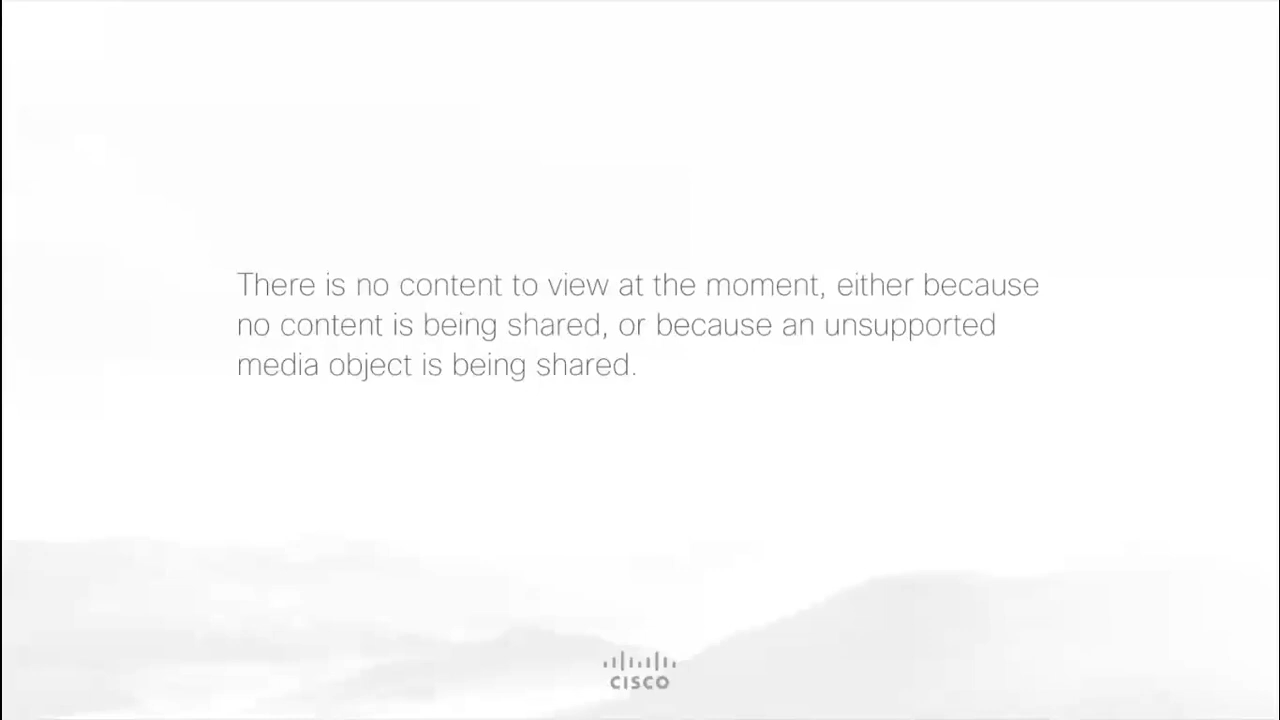 There is no content to view at the moment, either because
no content is being shared, or because an unsupported
media object is being shared.
CISCO